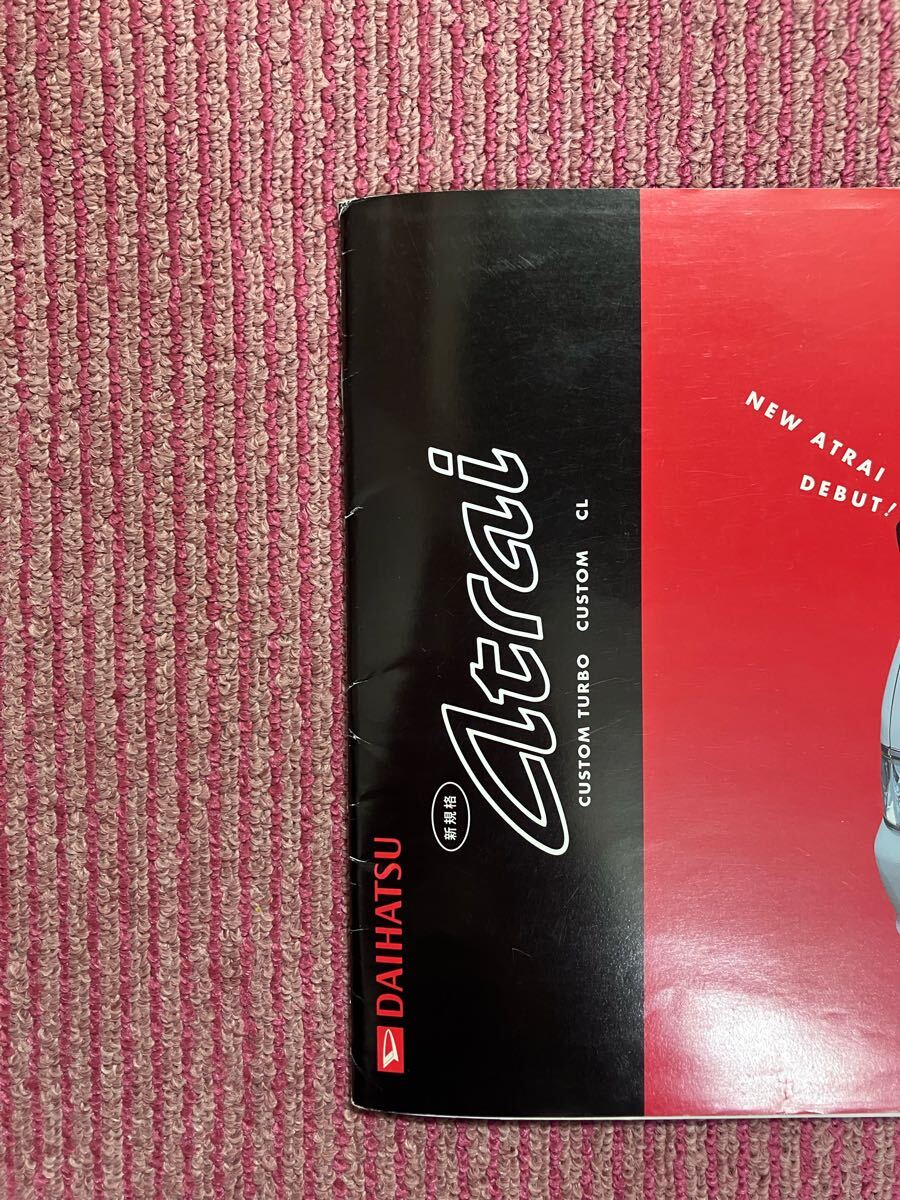 DAIHATSU
新規格
Atrai
CUSTOM TURBO CUSTOM CL
NEW ATRAI
DEBUT!